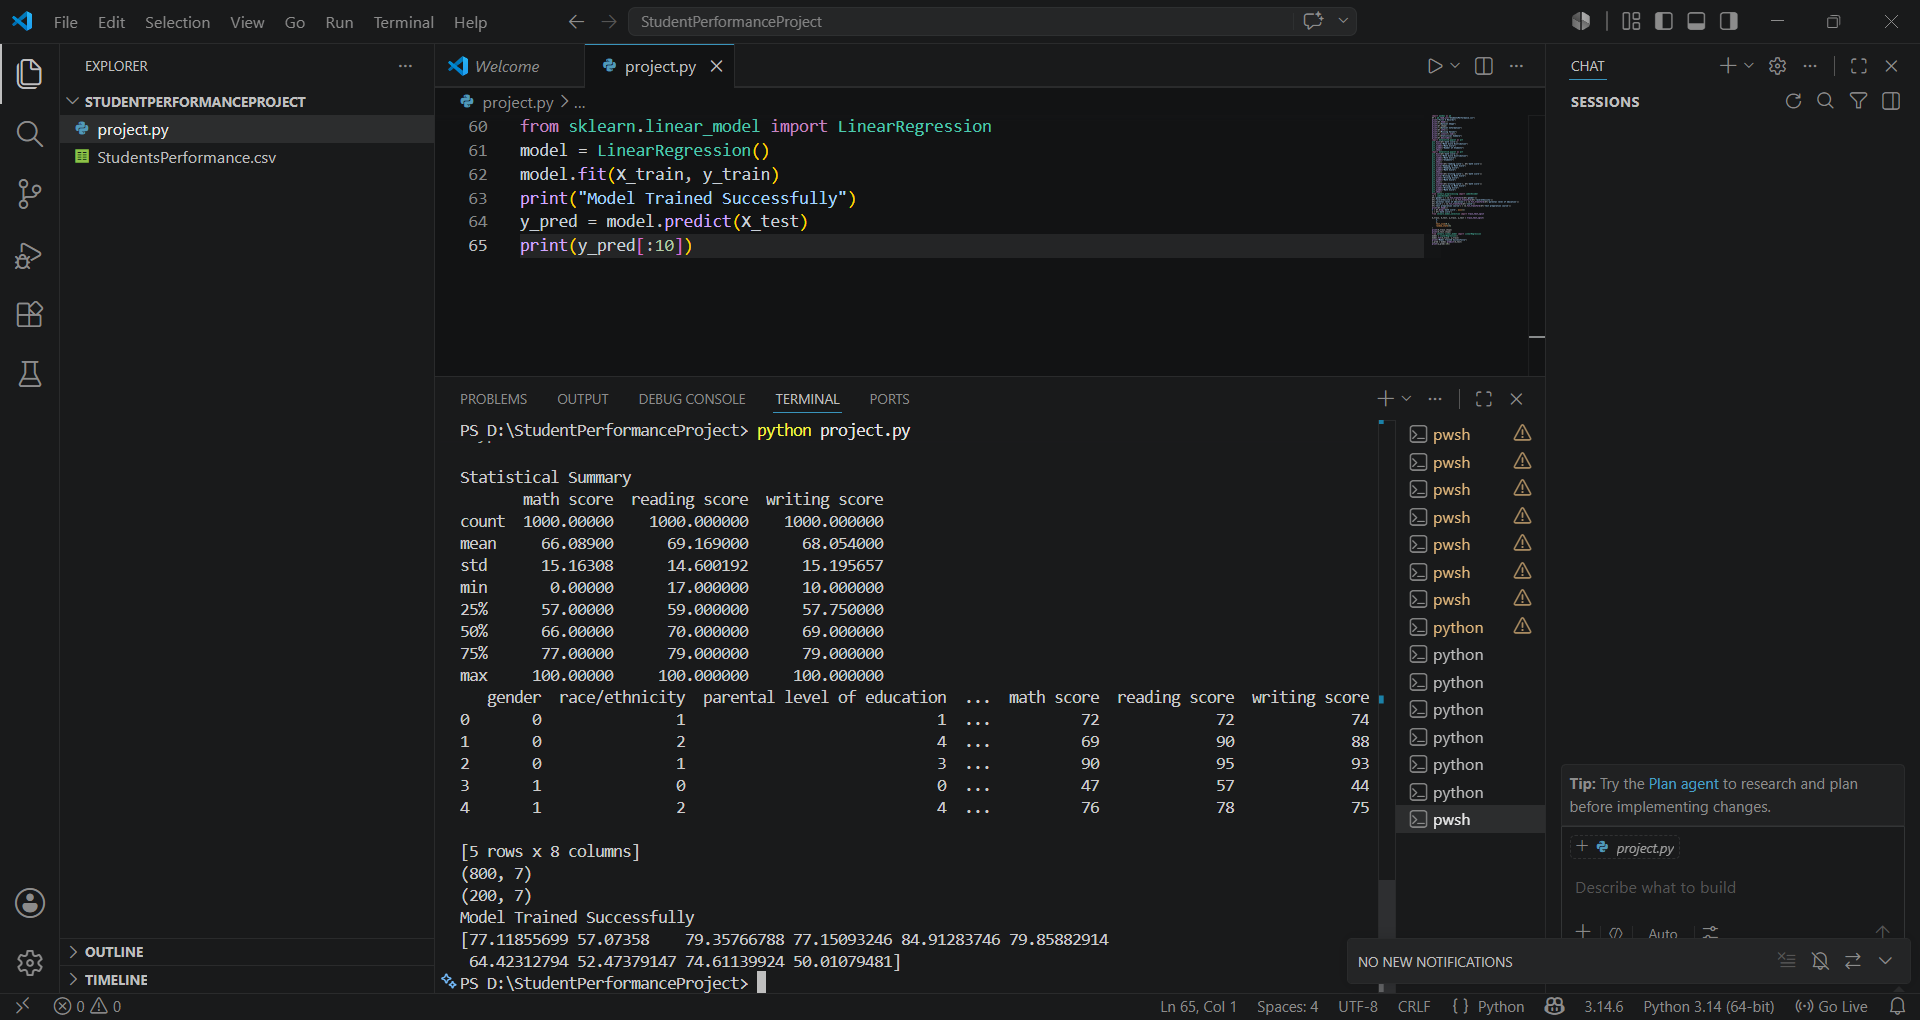 File Edit Selection View Go Run Terminal Help
StudentPerformanceProject
EXPLORER
STUDENTPERFORMANCEPROJECT
project.py
StudentsPerformance.csv
OUTLINE
TIMELINE
Welcome
project.py
project.py > ...
60 from sklearn.linear_model import LinearRegression
61 model = LinearRegression()
62 model.fit(X_train, y_train)
63 print("Model Trained Successfully")
64 y_pred = model.predict(X_test)
65 print(y_pred[:10])
PROBLEMS OUTPUT DEBUG CONSOLE TERMINAL PORTS
PS D:\StudentPerformanceProject> python project.py
Statistical Summary
math score reading score writing score
count 1000.00000 1000.000000 1000.000000
mean 66.08900 69.169000 68.054000
std 15.16308 14.600192 15.195657
min 0.00000 17.000000 10.000000
25% 57.00000 59.000000 57.750000
50% 66.00000 70.000000 69.000000
75% 77.00000 79.000000 79.000000
max 100.00000 100.000000 100.000000
gender race/ethnicity parental level of education ... math score reading score writing score
0 0 1 1 ... 72 72 74
1 0 2 4 ... 69 90 88
2 0 1 3 ... 90 95 93
3 1 0 0 ... 47 57 44
4 1 2 4 ... 76 78 75
[5 rows x 8 columns]
(800, 7)
(200, 7)
Model Trained Successfully
[77.11855699 57.07358 79.35766788 77.15093246 84.91283746 79.85882914
64.42312794 52.47379147 74.61139924 50.01079481]
PS D:\StudentPerformanceProject>
pwsh
pwsh
pwsh
pwsh
pwsh
pwsh
pwsh
python
python
python
python
python
python
python
pwsh
CHAT
SESSIONS
Tip: Try the Plan agent to research and plan
before implementing changes.
project.py
Describe what to build
Auto
NO NEW NOTIFICATIONS
0 0
Ln 65, Col 1 Spaces: 4 UTF-8 CRLF { } Python 3.14.6 Python 3.14 (64-bit) Go Live